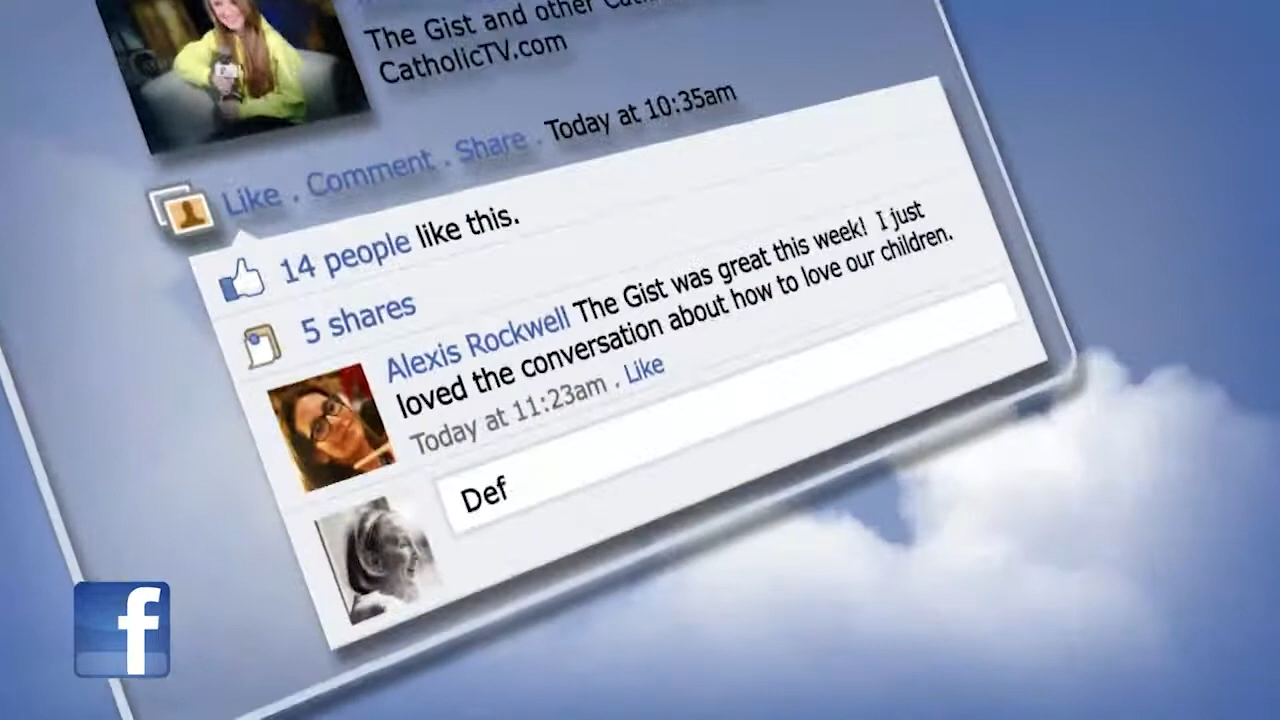 The Gist and other
CatholicTV.com
Like . Comment . Share . Today at 10:35am
14 people like this.
5 shares
Alexis Rockwell The Gist was great this week! I just
loved the conversation about how to love our children.
Today at 11:23am . Like
Def
f